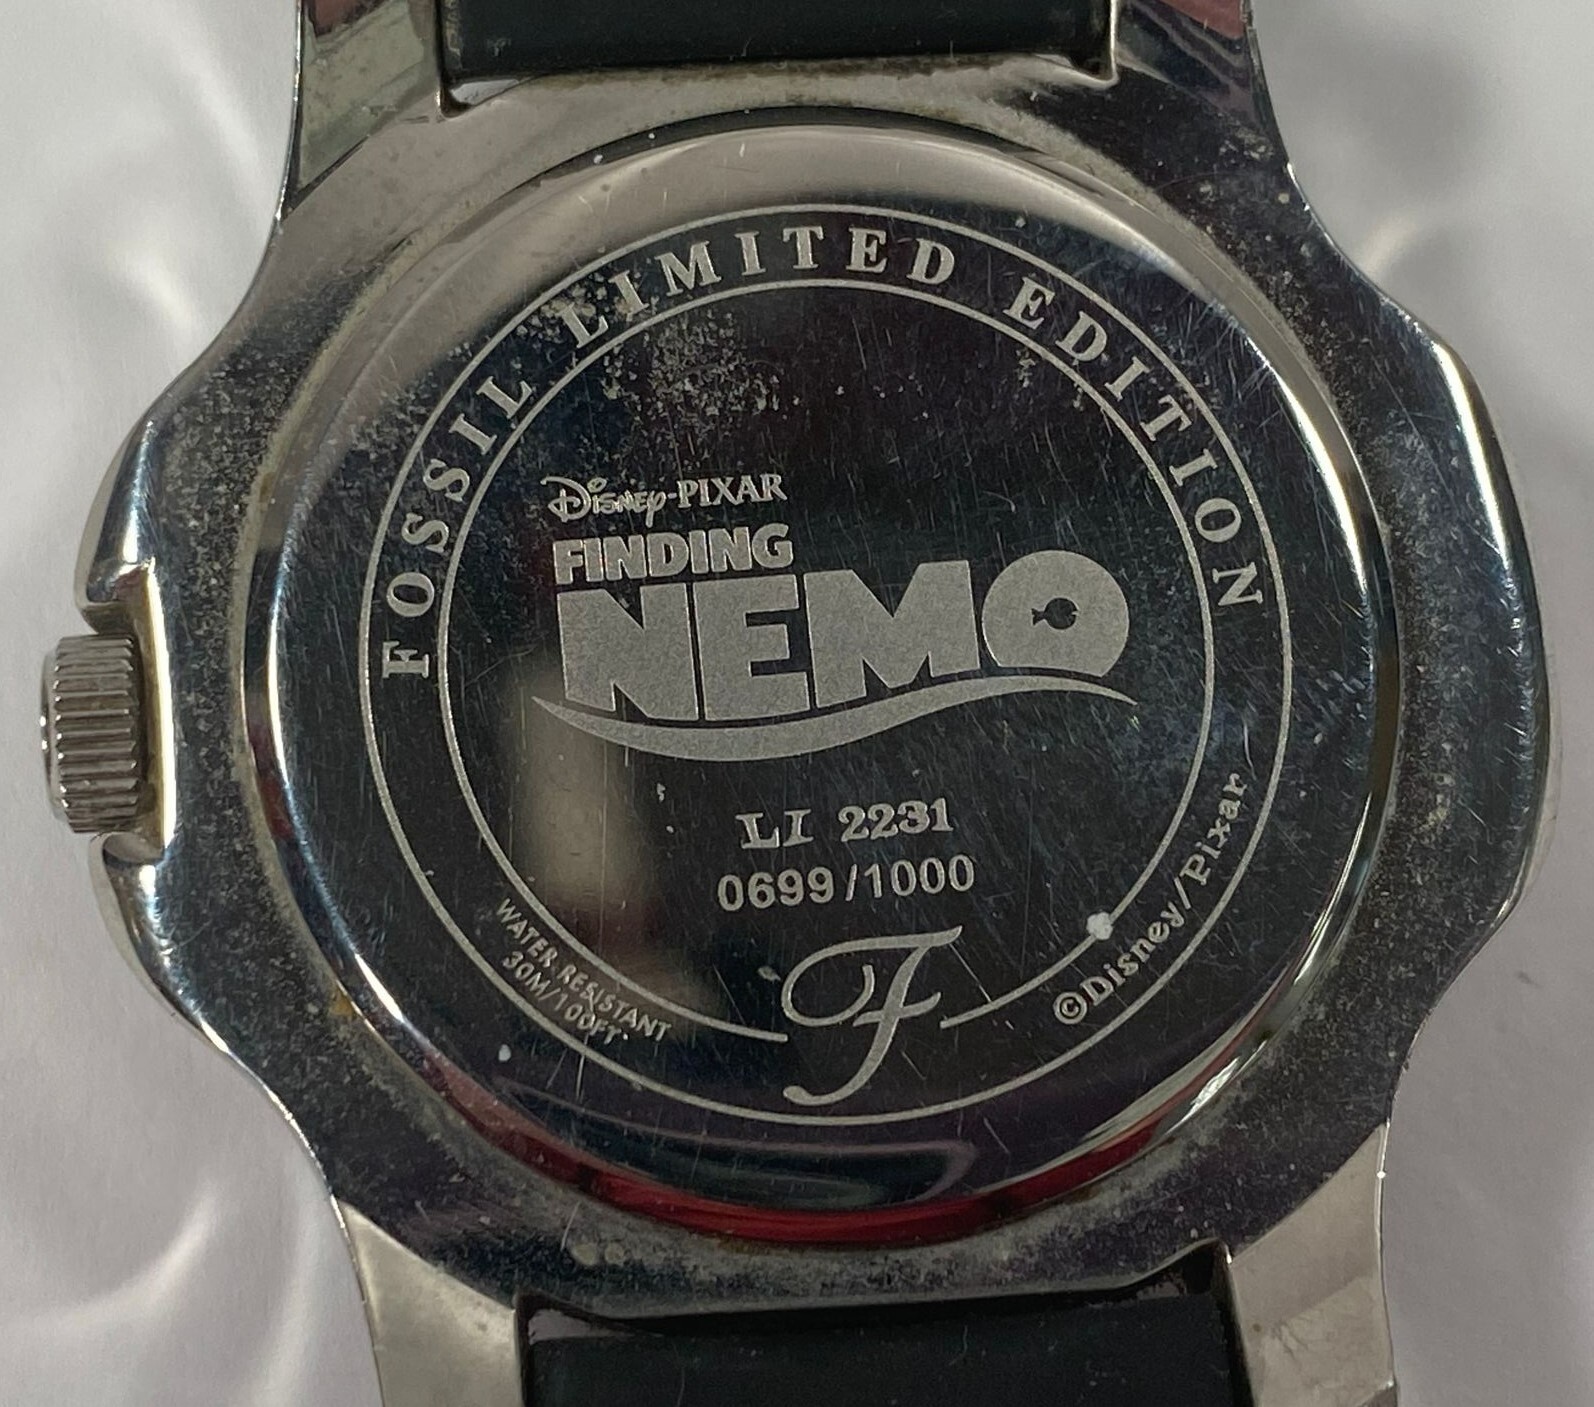 FOSSIL LIMITED EDITION
Disney·PIXAR
FINDING
NEMO
LI 2231
0699/1000
WATER RESISTANT
30M/100FT.
F
©Disney/Pixar